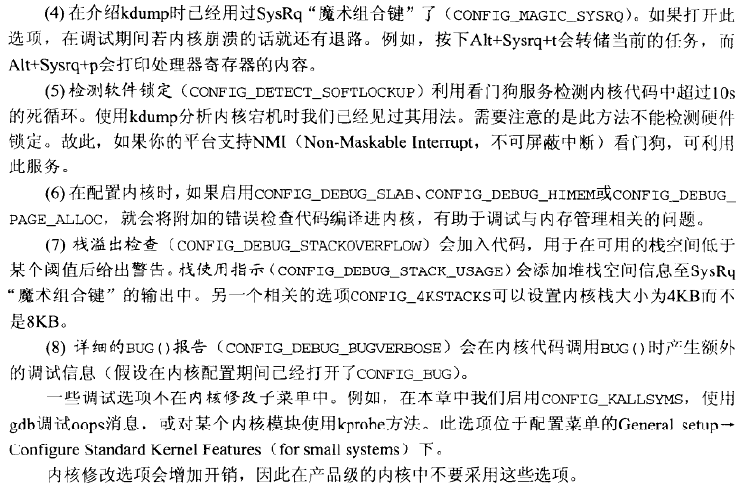 (4) 在介绍kdump时已经用过SysRq“魔术组合键”了（CONFIG_MAGIC_SYSRQ）。如果打开此
选项，在调试期间若内核崩溃的话就还有退路。例如，按下Alt+Sysrq+t会转储当前的任务，而
Alt+Sysrq+p会打印处理器寄存器的内容。
(5) 检测软件锁定（CONFIG_DETECT_SOFTLOCKUP）利用看门狗服务检测内核代码中超过10s
的死循环。使用kdump分析内核宕机时我们已经见过其用法。需要注意的是此方法不能检测硬件
锁定。故此，如果你的平台支持NMI（Non-Maskable Interrupt，不可屏蔽中断）看门狗，可利用
此服务。
(6) 在配置内核时，如果启用CONFIG_DEBUG_SLAB、CONFIG_DEBUG_HIMEM或CONFIG_DEBUG_
PAGE_ALLOC，就会将附加的错误检查代码编译进内核，有助于调试与内存管理相关的问题。
(7) 栈溢出检查（CONFIG_DEBUG_STACKOVERFLOW）会加入代码，用于在可用的栈空间低于
某个阈值后给出警告。栈使用指示（CONFIG_DEBUG_STACK_USAGE）会添加堆栈空间信息至SysRq
“魔术组合键”的输出中。另一个相关的选项CONFIG_4KSTACKS可以设置内核栈大小为4KB而不
是8KB。
(8) 详细的BUG()报告（CONFIG_DEBUG_BUGVERBOSE）会在内核代码调用BUG()时产生额外
的调试信息（假设在内核配置期间已经打开了CONFIG_BUG）。
一些调试选项不在内核修改子菜单中。例如，在本章中我们启用CONFIG_KALLSYMS，使用
gdb调试oops消息，或对某个内核模块使用kprobe方法。此选项位于配置菜单的General setup→
Configure Standard Kernel Features（for small systems）下。
内核修改选项会增加开销，因此在产品级的内核中不要采用这些选项。